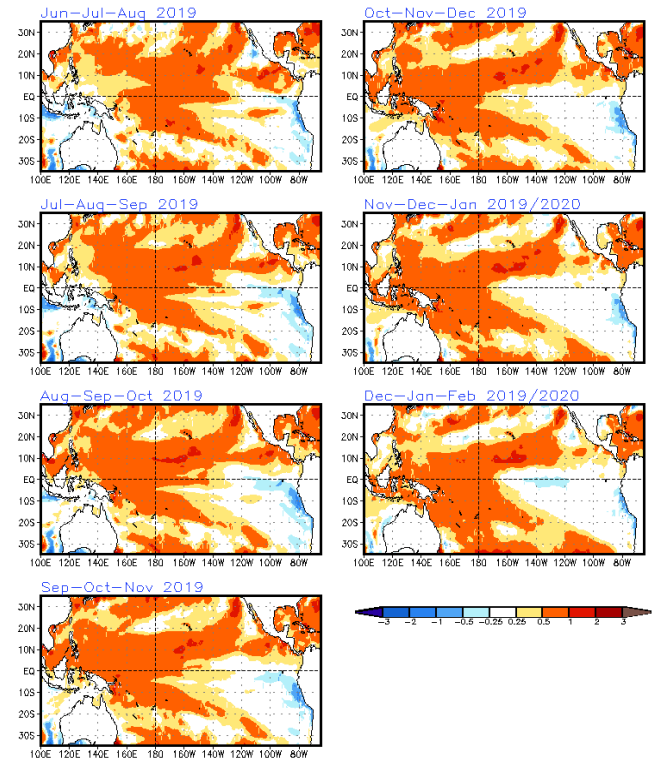 Jun-Jul-Aug 2019
30N
20N
10N
EQ
10S
20S
30S
100E 120E 140E 160E 180 160W 140W 120W 100W 80W
Jul-Aug-Sep 2019
30N
20N
10N
EQ
10S
20S
30S
100E 120E 140E 160E 180 160W 140W 120W 100W 80W
Aug-Sep-Oct 2019
30N
20N
10N
EQ
10S
20S
30S
100E 120E 140E 160E 180 160W 140W 120W 100W 80W
Sep-Oct-Nov 2019
30N
20N
10N
EQ
10S
20S
30S
100E 120E 140E 160E 180 160W 140W 120W 100W 80W
Oct-Nov-Dec 2019
30N
20N
10N
EQ
10S
20S
30S
100E 120E 140E 160E 180 160W 140W 120W 100W 80W
Nov-Dec-Jan 2019/2020
30N
20N
10N
EQ
10S
20S
30S
100E 120E 140E 160E 180 160W 140W 120W 100W 80W
Dec-Jan-Feb 2019/2020
30N
20N
10N
EQ
10S
20S
30S
100E 120E 140E 160E 180 160W 140W 120W 100W 80W
-3 -2 -1 -0.5 -0.25 0.25 0.5 1 2 3